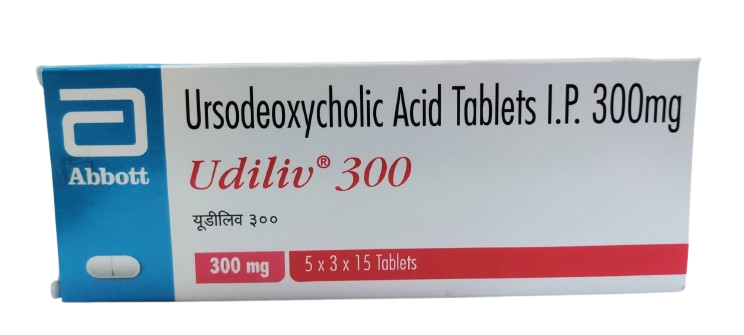 Abbott
Ursodeoxycholic Acid Tablets I.P. 300mg
Udiliv® 300
यूडीलिव ३००
300 mg
5 x 3 x 15 Tablets